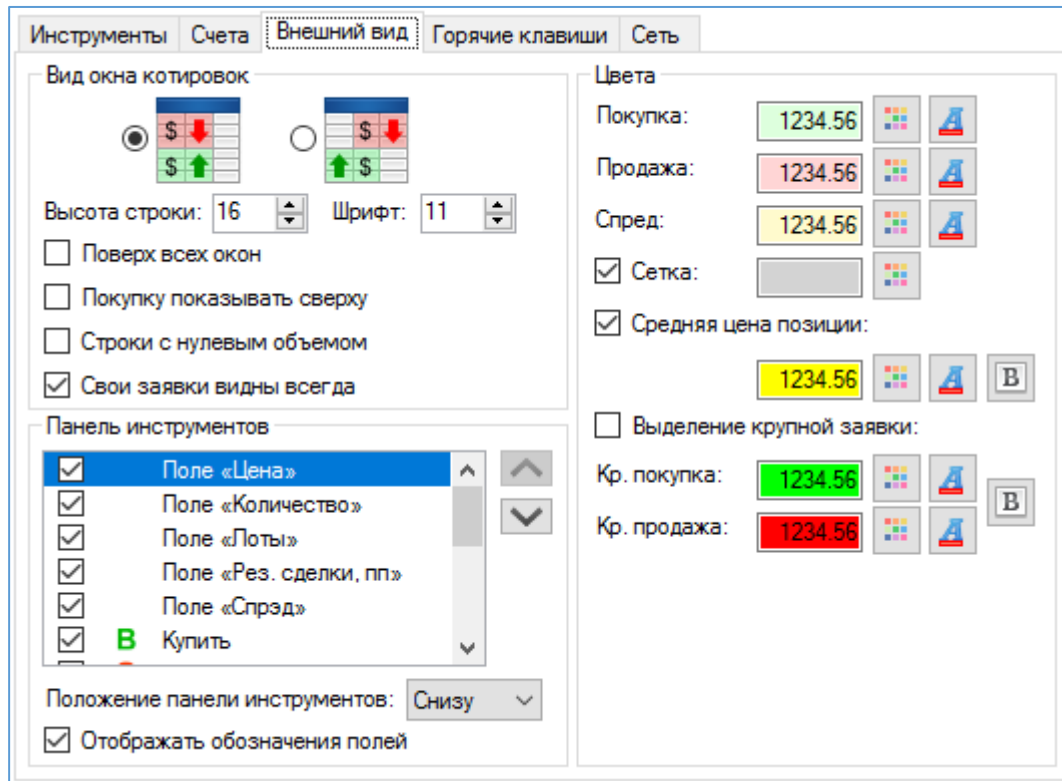 Инструменты Счета Внешний вид Горячие клавиши Сеть
Вид окна котировок
$ $
$ $
Высота строки: 16 Шрифт: 11
Поверх всех окон
Покупку показывать сверху
Строки с нулевым объемом
Свои заявки видны всегда
Панель инструментов
Поле «Цена»
Поле «Количество»
Поле «Лоты»
Поле «Рез. сделки, пп»
Поле «Спрэд»
B Купить
Положение панели инструментов: Снизу
Отображать обозначения полей
Цвета
Покупка: 1234.56 A
Продажа: 1234.56 A
Спред: 1234.56 A
Сетка:
Средняя цена позиции:
1234.56 A B
Выделение крупной заявки:
Кр. покупка: 1234.56 A
B
Кр. продажа: 1234.56 A